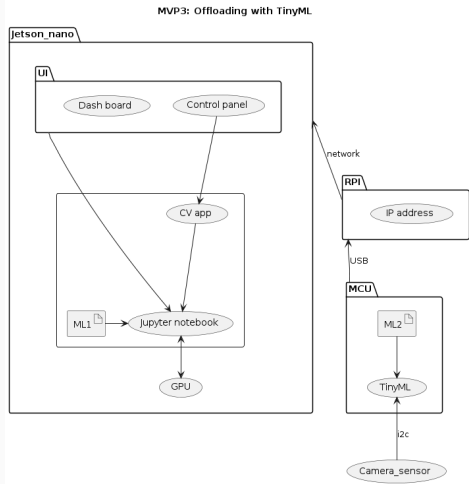 MVP3: Offloading with TinyML
Jetson_nano
UI
Dash board
Control panel
network
RPI
CV app
IP address
USB
MCU
ML1
Jupyter notebook
ML2
GPU
TinyML
i2c
Camera_sensor